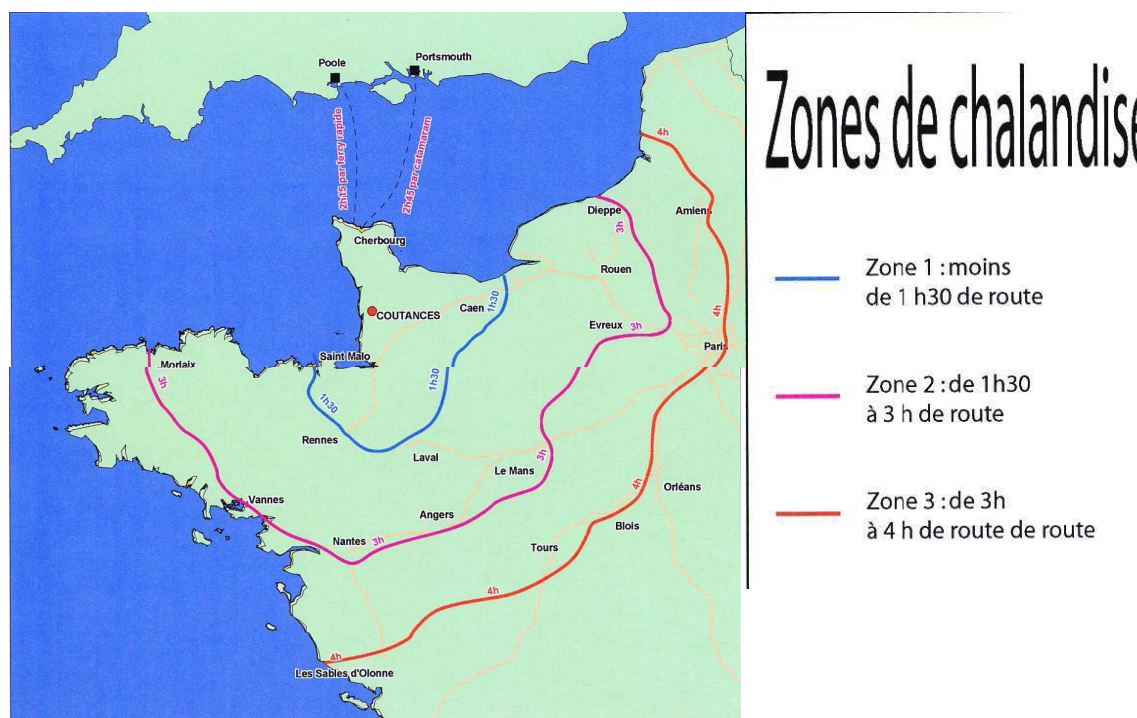 Poole
Portsmouth
2h15 par ferry rapide
2h45 par catamaram
4h
Cherbourg
Dieppe
3h
Amiens
Rouen
Caen
1h30
COUTANCES
Evreux
3h
4h
Paris
Saint Malo
Morlaix
3h
1h30
1h30
Rennes
Laval
Le Mans
3h
4h
Orléans
Vannes
Angers
Nantes
3h
Blois
Tours
4h
4h
Les Sables d'Olonne
Zones de chalandise
Zone 1 : moins
de 1 h30 de route
Zone 2 : de 1h30
à 3 h de route
Zone 3 : de 3h
à 4 h de route de route